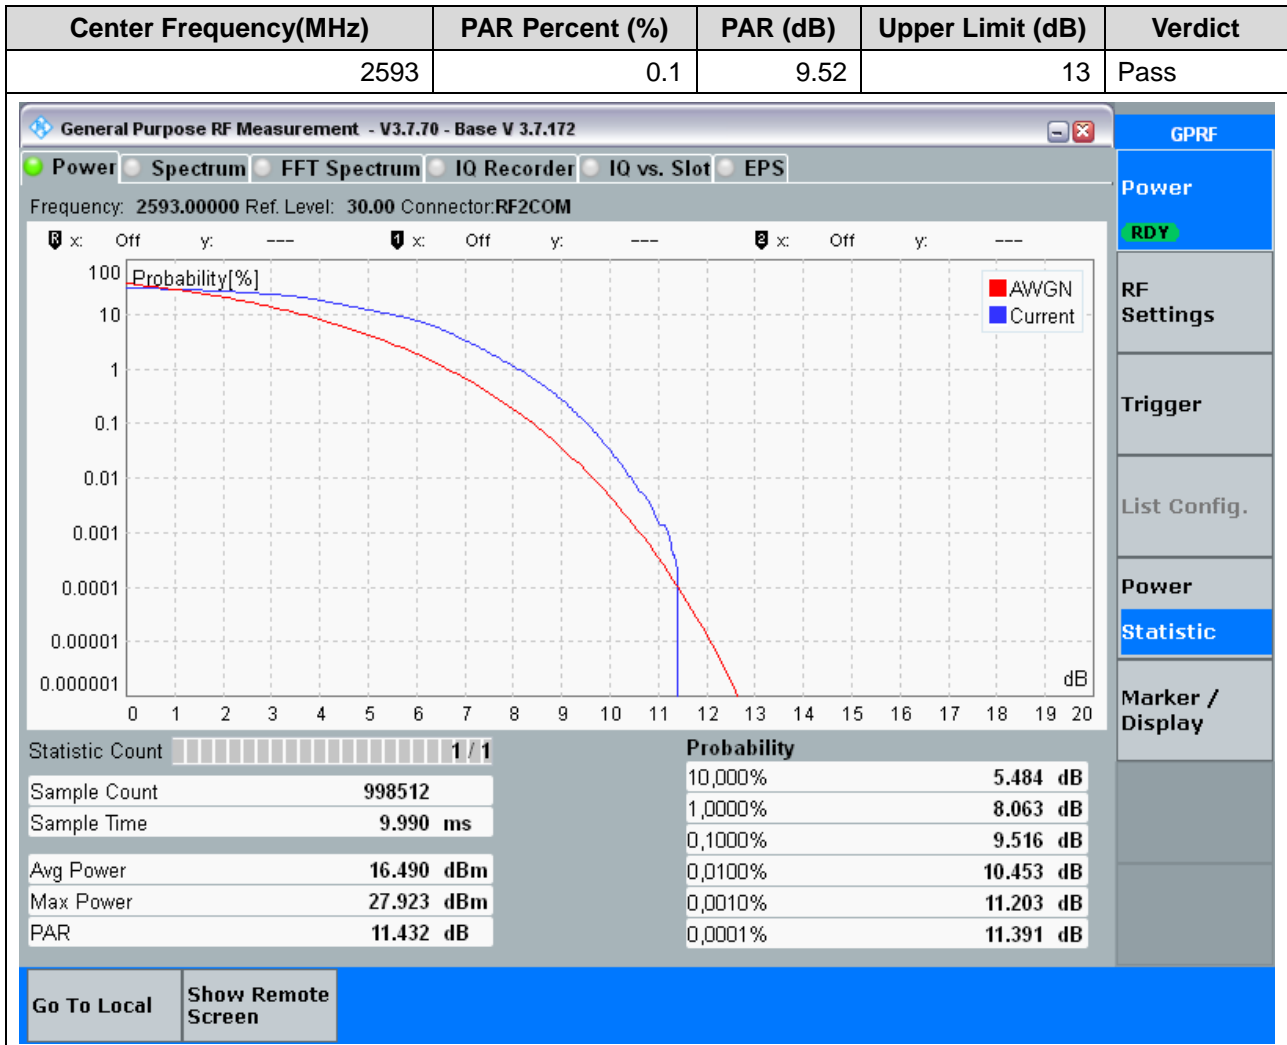 Center Frequency(MHz) PAR Percent (%) PAR (dB) Upper Limit (dB) Verdict
2593 0.1 9.52 13 Pass
General Purpose RF Measurement - V3.7.70 - Base V 3.7.172
GPRF
Power Spectrum FFT Spectrum IQ Recorder IQ vs. Slot EPS
Frequency: 2593.00000 Ref. Level: 30.00 Connector:RF2COM
R x: Off y: --- 1 x: Off y: --- 2 x: Off y: ---
Probability[%]
AWGN
Current
100
10
1
0.1
0.01
0.001
0.0001
0.00001
0.000001
dB
0 1 2 3 4 5 6 7 8 9 10 11 12 13 14 15 16 17 18 19 20
Statistic Count 1 / 1
Sample Count 998512
Sample Time 9.990 ms
Avg Power 16.490 dBm
Max Power 27.923 dBm
PAR 11.432 dB
Probability
10,000% 5.484 dB
1,0000% 8.063 dB
0,1000% 9.516 dB
0,0100% 10.453 dB
0,0010% 11.203 dB
0,0001% 11.391 dB
Power
RDY
RF
Settings
Trigger
List Config.
Power
Statistic
Marker /
Display
Go To Local
Show Remote
Screen